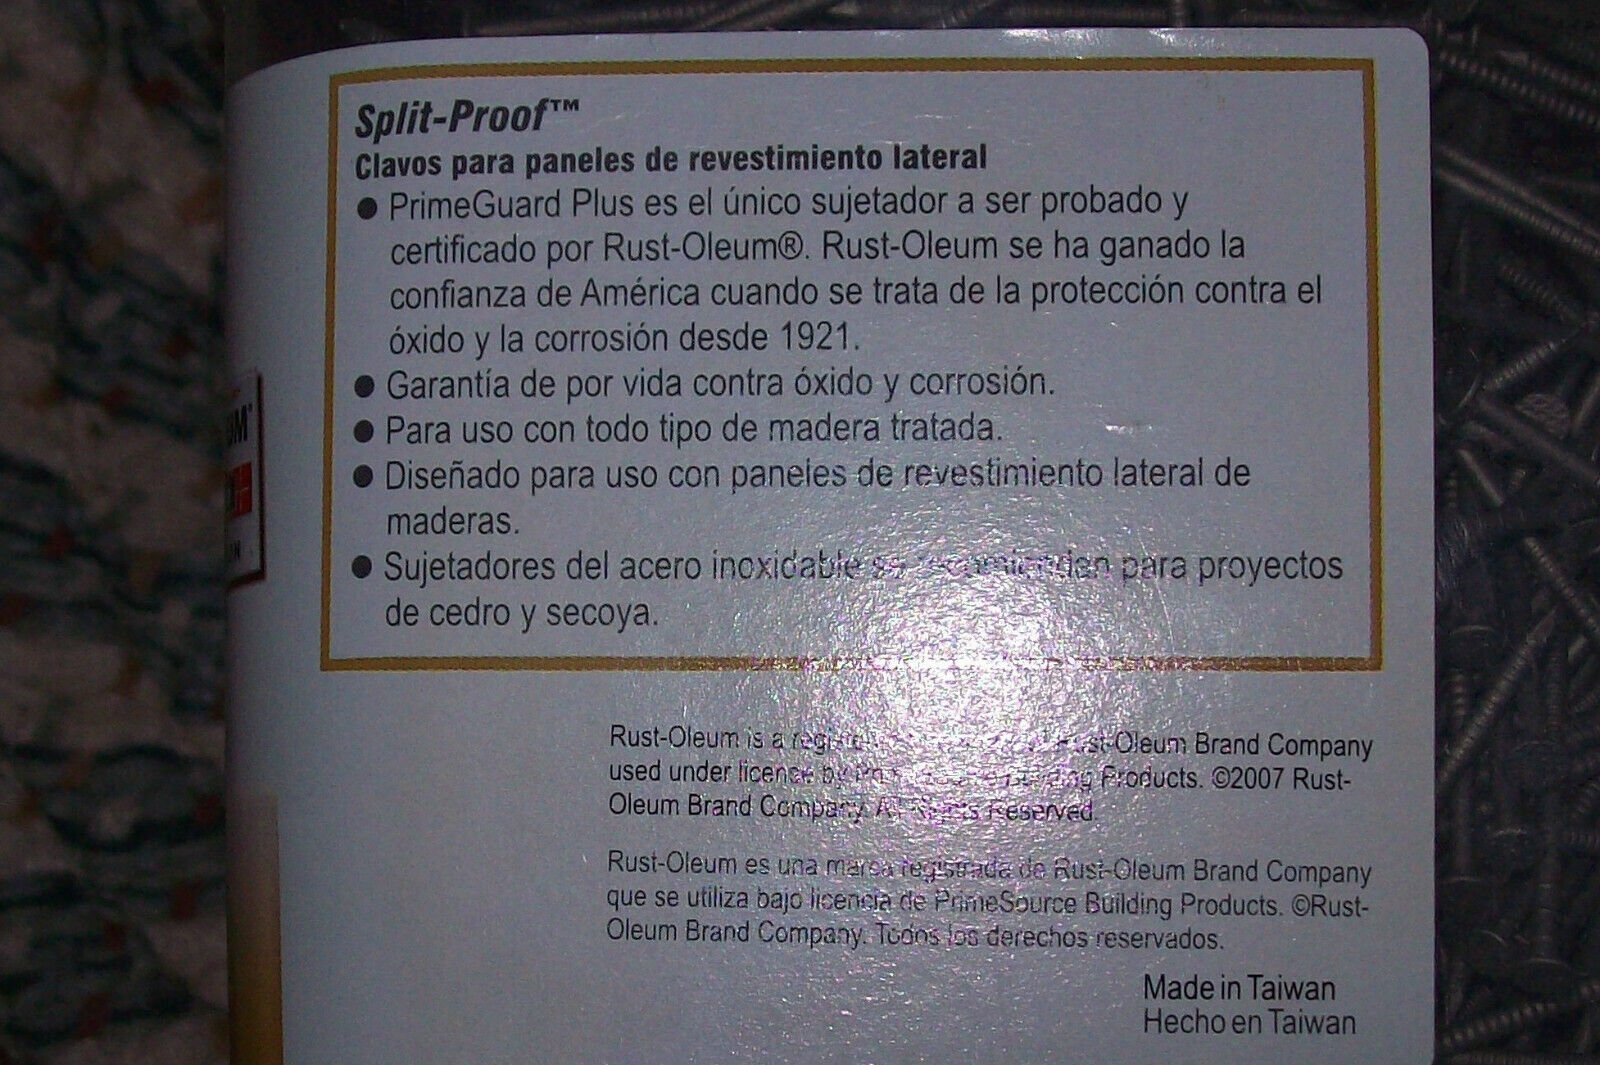 Split-Proof™
Clavos para paneles de revestimiento lateral
● PrimeGuard Plus es el único sujetador a ser probado y
certificado por Rust-Oleum®. Rust-Oleum se ha ganado la
confianza de América cuando se trata de la protección contra el
óxido y la corrosión desde 1921.
● Garantía de por vida contra óxido y corrosión.
● Para uso con todo tipo de madera tratada.
● Diseñado para uso con paneles de revestimiento lateral de
maderas.
● Sujetadores del acero inoxidable se recomiendan para proyectos
de cedro y secoya.
Rust-Oleum is a Rust-Oleum Brand Company
used under licence by Building Products. ©2007 Rust-
Oleum Brand Company. All Rights Reserved.
Rust-Oleum es una marca registrada de Rust-Oleum Brand Company
que se utiliza bajo licencia de PrimeSource Building Products. ©Rust-
Oleum Brand Company. Todos los derechos reservados.
Made in Taiwan
Hecho en Taiwan